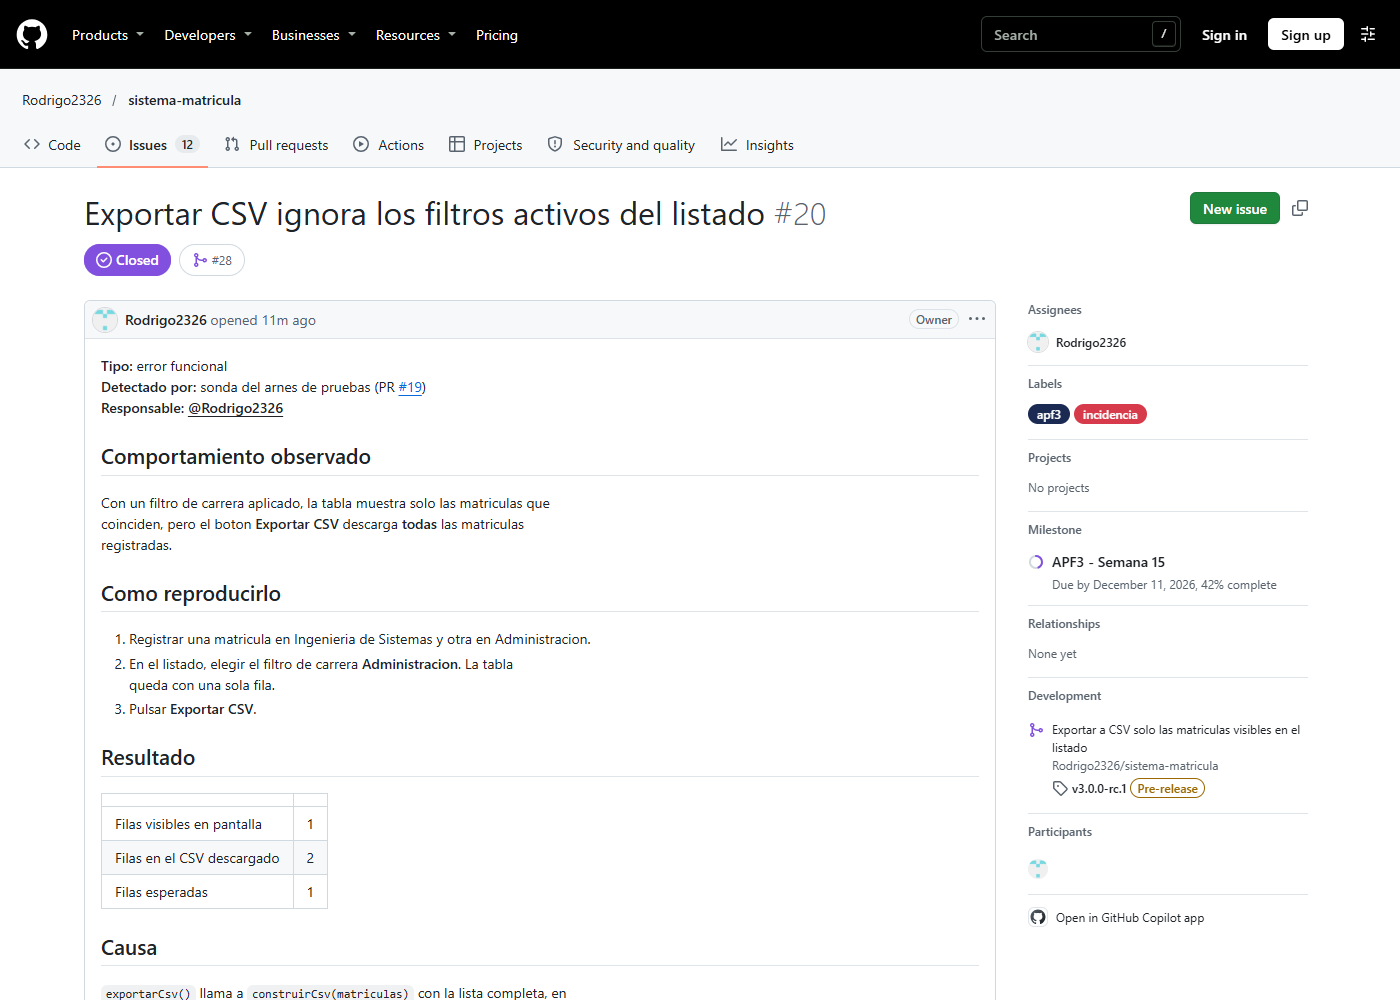 Products Developers Businesses Resources Pricing Search / Sign in Sign up
Rodrigo2326 / sistema-matricula
Code Issues 12 Pull requests Actions Projects Security and quality Insights
Exportar CSV ignora los filtros activos del listado #20
New issue
Closed #28
Rodrigo2326 opened 11m ago Owner
Tipo: error funcional
Detectado por: sonda del arnes de pruebas (PR #19)
Responsable: @Rodrigo2326
Comportamiento observado
Con un filtro de carrera aplicado, la tabla muestra solo las matriculas que
coinciden, pero el boton Exportar CSV descarga todas las matriculas
registradas.
Como reproducirlo
1. Registrar una matricula en Ingenieria de Sistemas y otra en Administracion.
2. En el listado, elegir el filtro de carrera Administracion. La tabla
queda con una sola fila.
3. Pulsar Exportar CSV.
Resultado
Filas visibles en pantalla 1
Filas en el CSV descargado 2
Filas esperadas 1
Causa
exportarCsv() llama a construirCsv(matriculas) con la lista completa, en
Assignees
Rodrigo2326
Labels
apf3 incidencia
Projects
No projects
Milestone
APF3 - Semana 15
Due by December 11, 2026, 42% complete
Relationships
None yet
Development
Exportar a CSV solo las matriculas visibles en el
listado
Rodrigo2326/sistema-matricula
v3.0.0-rc.1 Pre-release
Participants
Open in GitHub Copilot app